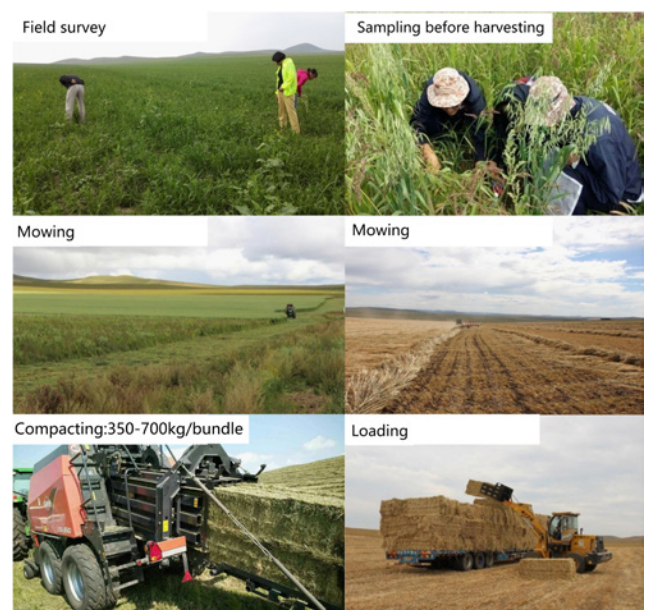 Field survey
Sampling before harvesting
Mowing
Mowing
Compacting:350-700kg/bundle
Loading